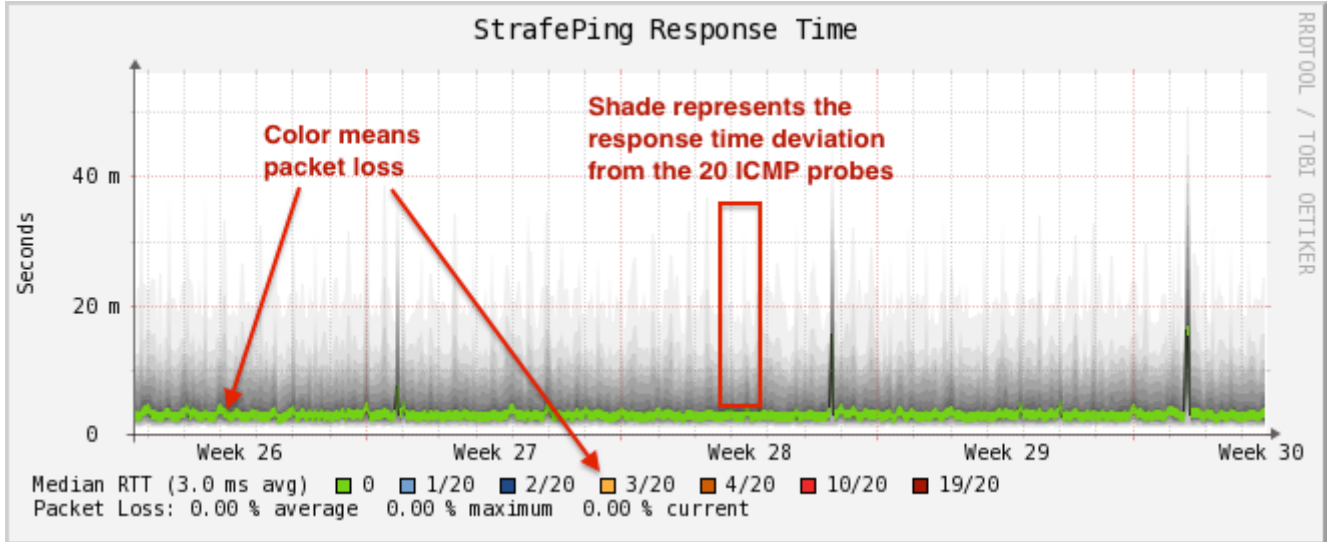 StrafePing Response Time
RRDTOOL / TOBI OETIKER
Color means
packet loss
Shade represents the
response time deviation
from the 20 ICMP probes
Seconds
40 m
20 m
0
Week 26 Week 27 Week 28 Week 29 Week 30
Median RTT (3.0 ms avg) 0 1/20 2/20 3/20 4/20 10/20 19/20
Packet Loss: 0.00 % average 0.00 % maximum 0.00 % current